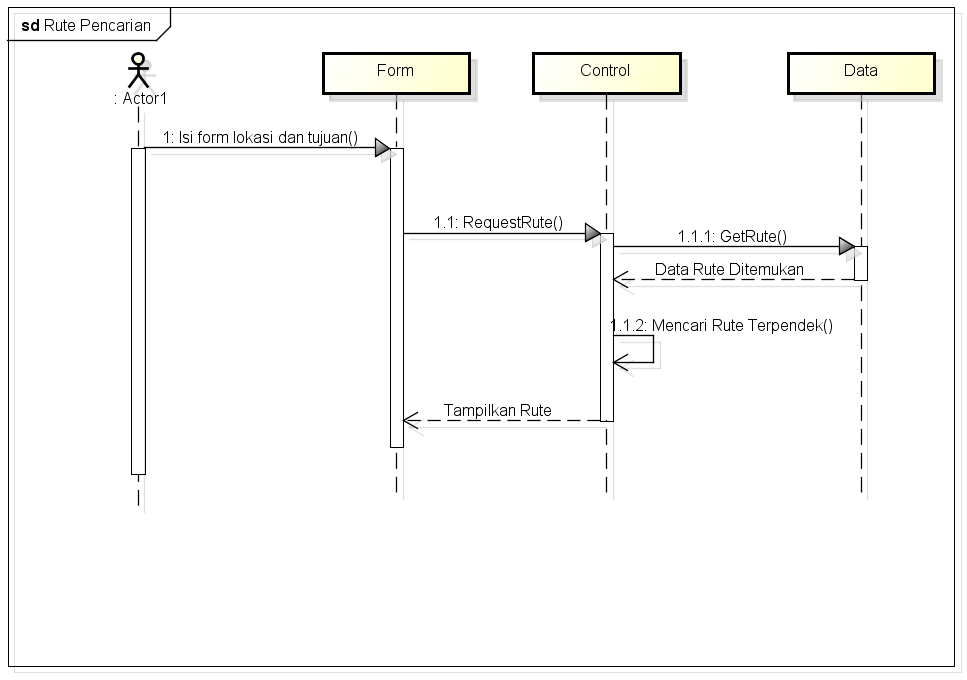 sd Rute Pencarian
Form
Control
Data
: Actor1
1: Isi form lokasi dan tujuan()
1.1: RequestRute()
1.1.1: GetRute()
Data Rute Ditemukan
1.1.2: Mencari Rute Terpendek()
Tampilkan Rute